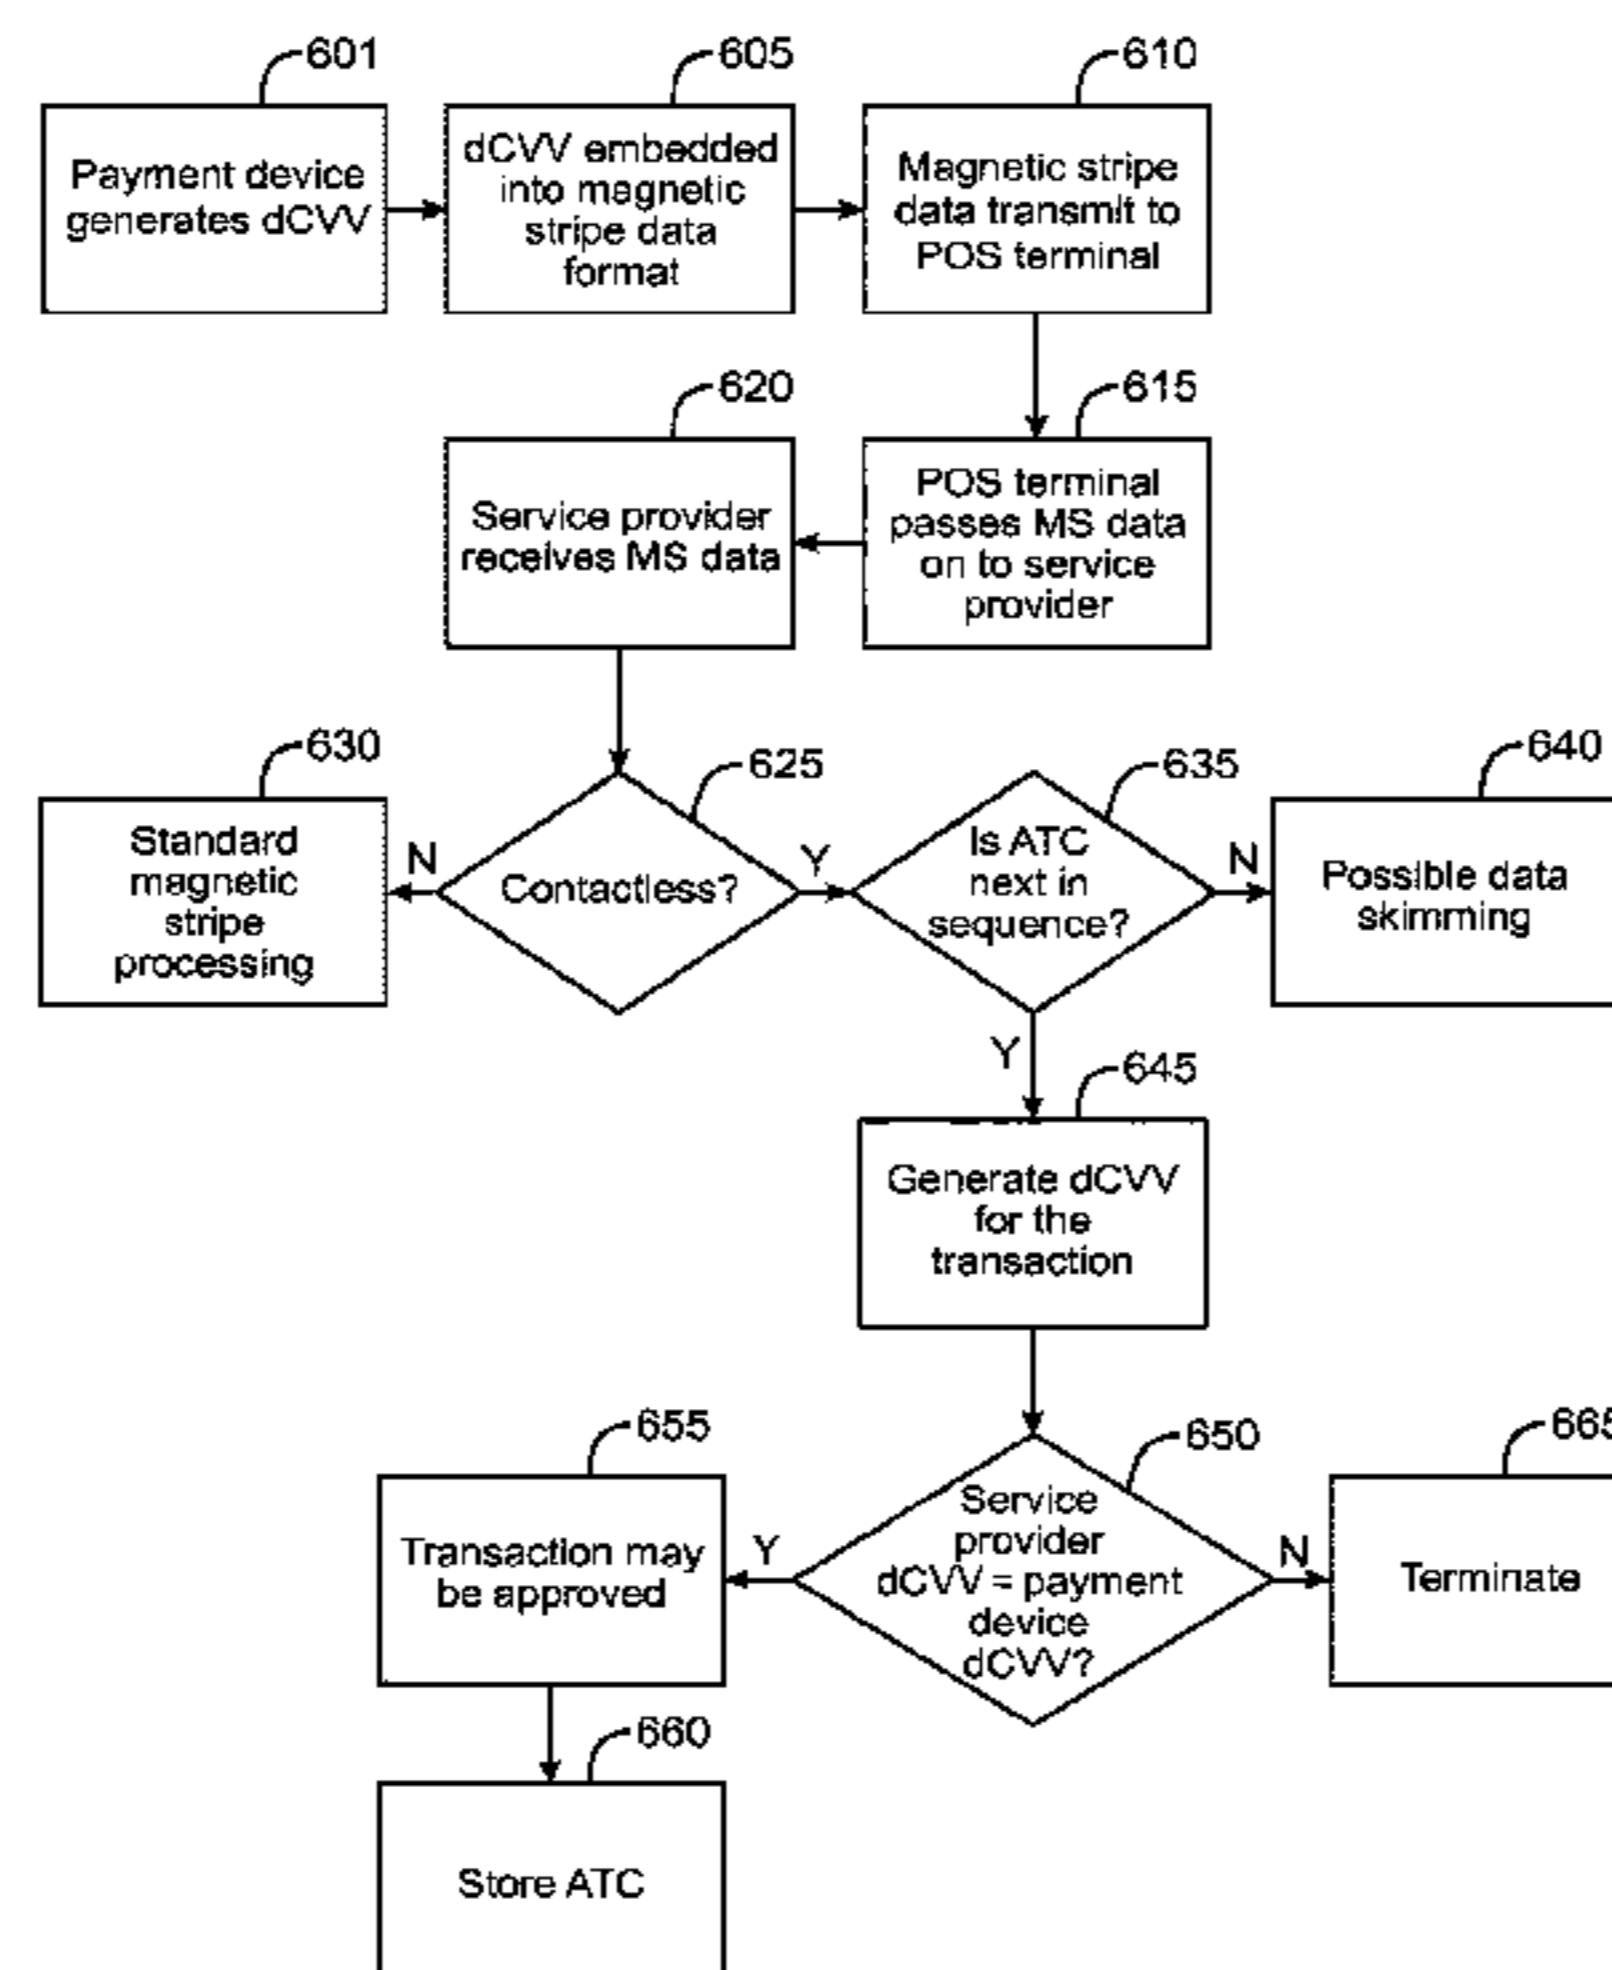 601
Payment device
generates dCVV
605
dCVV embedded
into magnetic
stripe data
format
610
Magnetic stripe
data transmit to
POS terminal
620
Service provider
receives MS data
615
POS terminal
passes MS data
on to service
provider
630
Standard
magnetic
stripe
processing
N
625
Contactless?
Y
635
Is ATC
next in
sequence?
N
640
Possible data
skimming
Y
645
Generate dCVV
for the
transaction
655
Transaction may
be approved
Y
650
Service
provider
dCVV = payment
device
dCVV?
N
665
Terminate
660
Store ATC